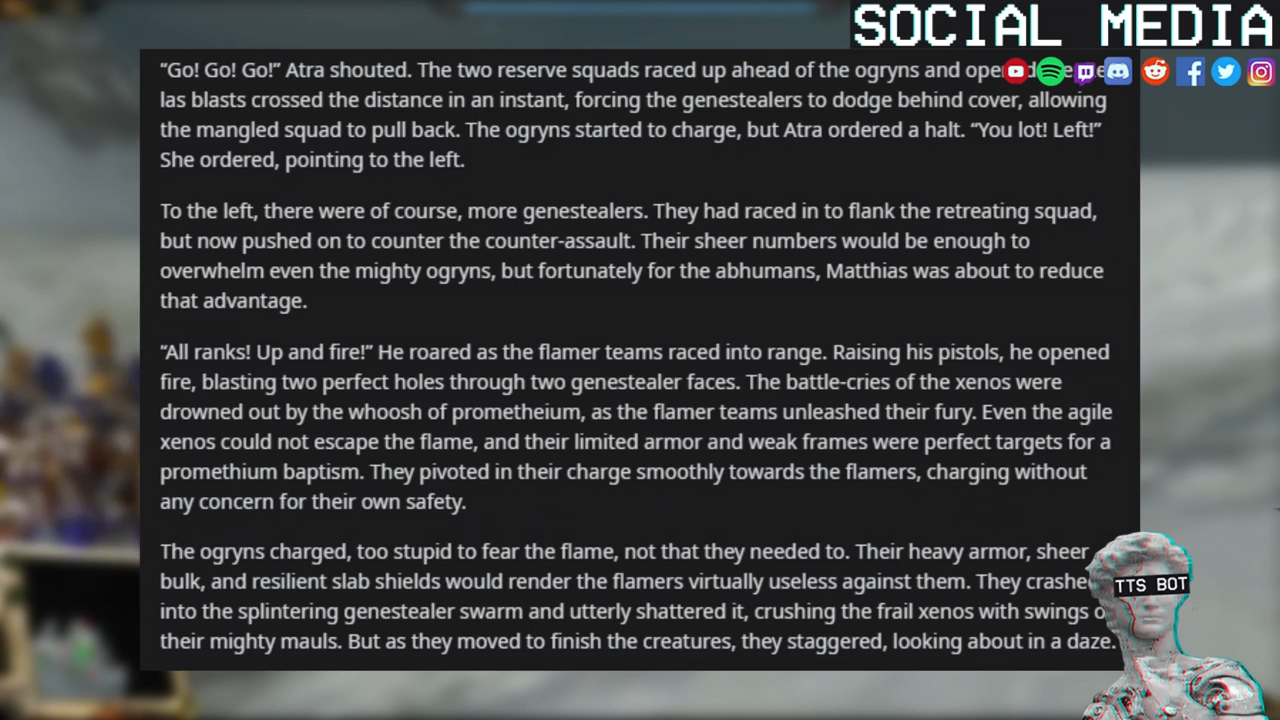 SOCIAL MEDIA
“Go! Go! Go!” Atra shouted. The two reserve squads raced up ahead of the ogryns and
las blasts crossed the distance in an instant, forcing the genestealers to dodge behind cover, allowing
the mangled squad to pull back. The ogryns started to charge, but Atra ordered a halt. “You lot! Left!”
She ordered, pointing to the left.
To the left, there were of course, more genestealers. They had raced in to flank the retreating squad,
but now pushed on to counter the counter-assault. Their sheer numbers would be enough to
overwhelm even the mighty ogryns, but fortunately for the abhumans, Matthias was about to reduce
that advantage.
“All ranks! Up and fire!” He roared as the flamer teams raced into range. Raising his pistols, he opened
fire, blasting two perfect holes through two genestealer faces. The battle-cries of the xenos were
drowned out by the whoosh of prometheium, as the flamer teams unleashed their fury. Even the agile
xenos could not escape the flame, and their limited armor and weak frames were perfect targets for a
promethium baptism. They pivoted in their charge smoothly towards the flamers, charging without
any concern for their own safety.
The ogryns charged, too stupid to fear the flame, not that they needed to. Their heavy armor, sheer
bulk, and resilient slab shields would render the flamers virtually useless against them. They
into the splintering genestealer swarm and utterly shattered it, crushing the frail xenos with swings
their mighty mauls. But as they moved to finish the creatures, they staggered, looking about in a daze.
TTS BOT